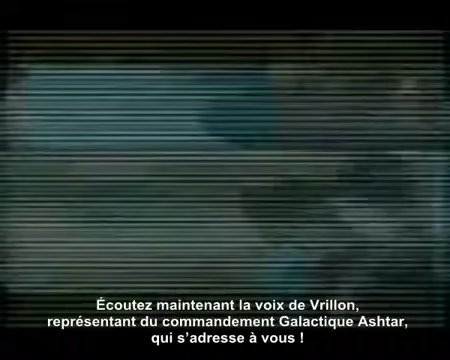 Écoutez maintenant la voix de Vrillon,
représentant du commandement Galactique Ashtar,
qui s'adresse à vous !